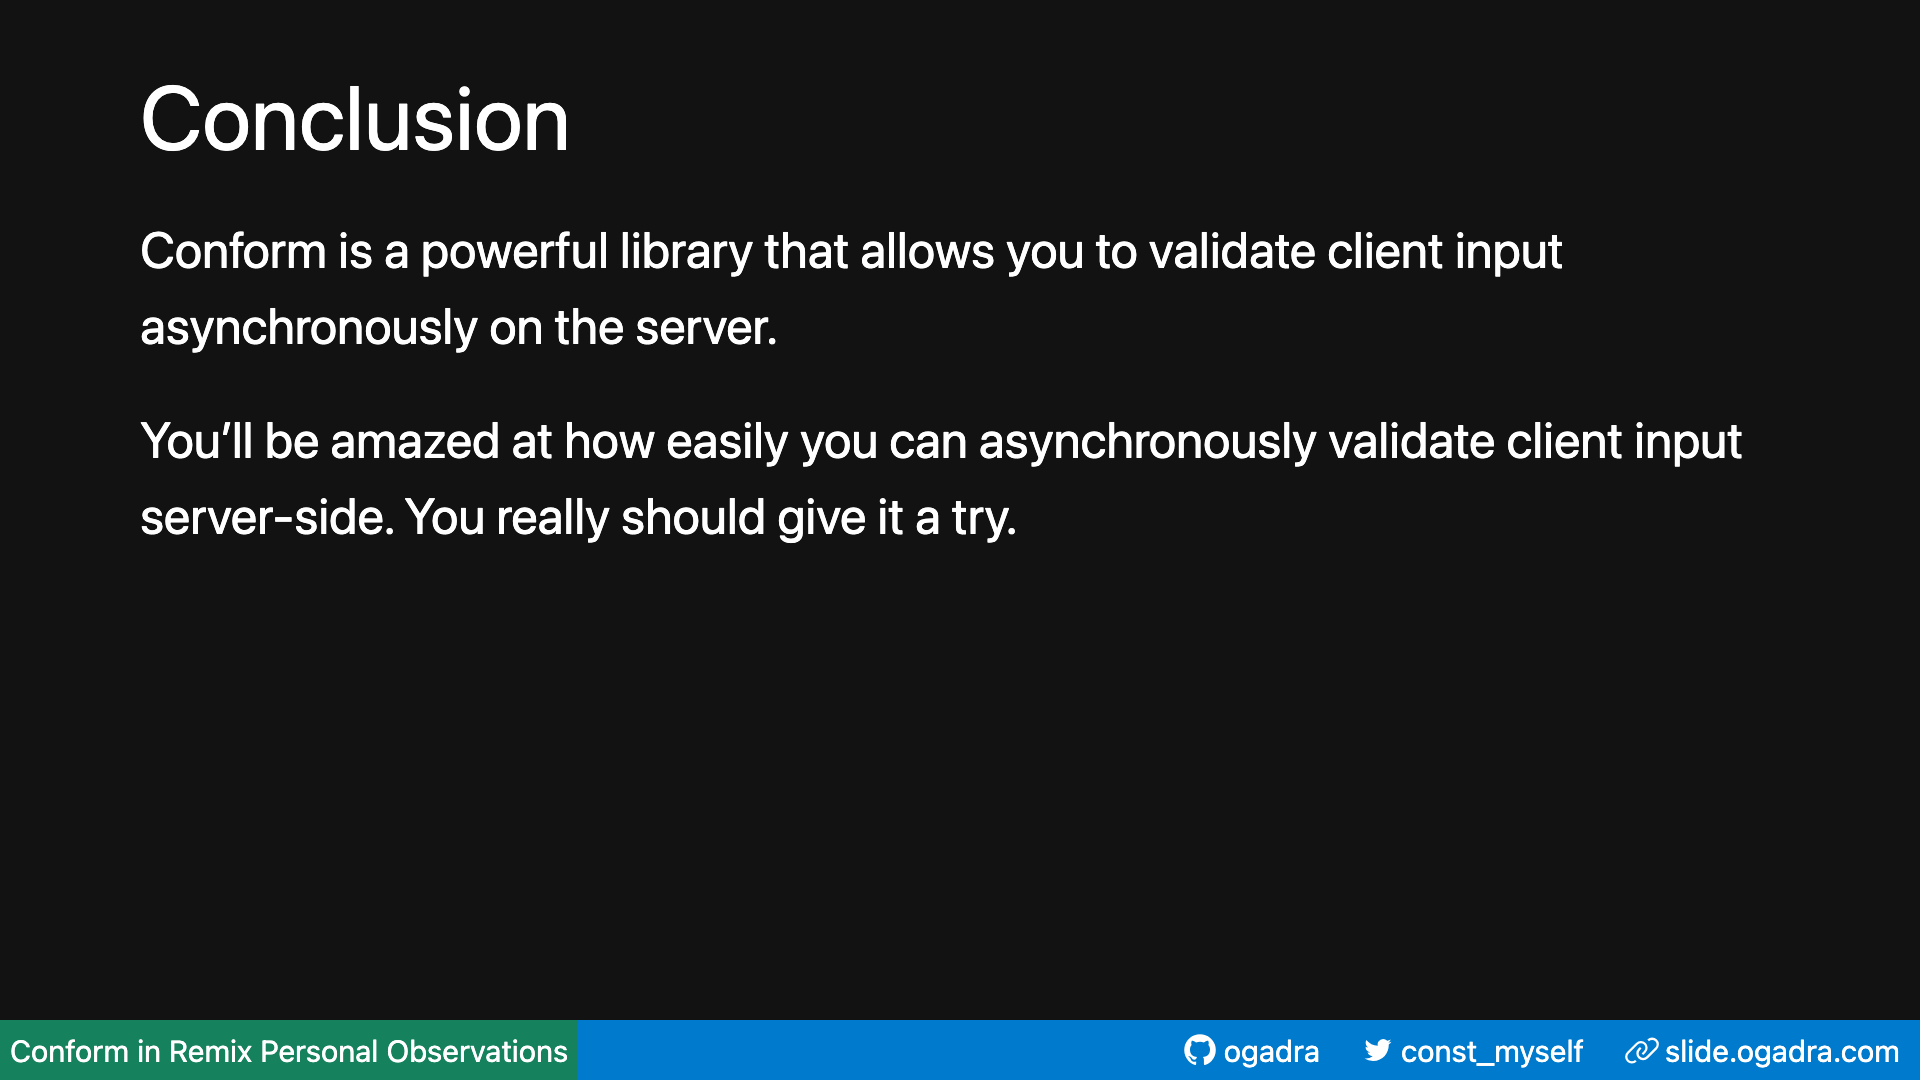 Conclusion
Conform is a powerful library that allows you to validate client input
asynchronously on the server.
You’ll be amazed at how easily you can asynchronously validate client input
server-side. You really should give it a try.
Conform in Remix Personal Observations
ogadra
const_myself
slide.ogadra.com